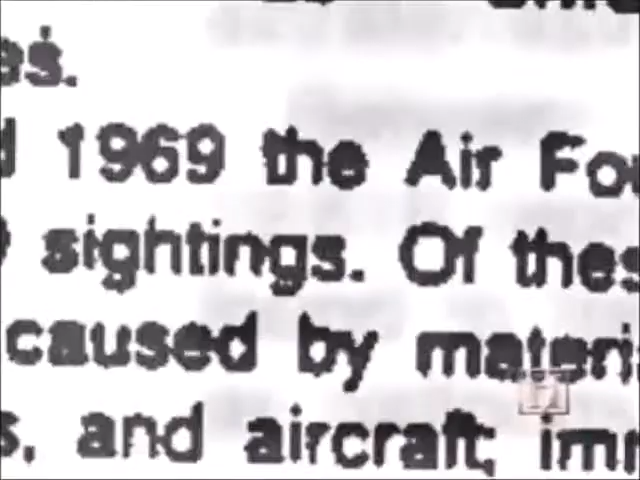 es.
d 1969 the Air Fo
sightings. Of thes
caused by materi
s, and aircraft; im